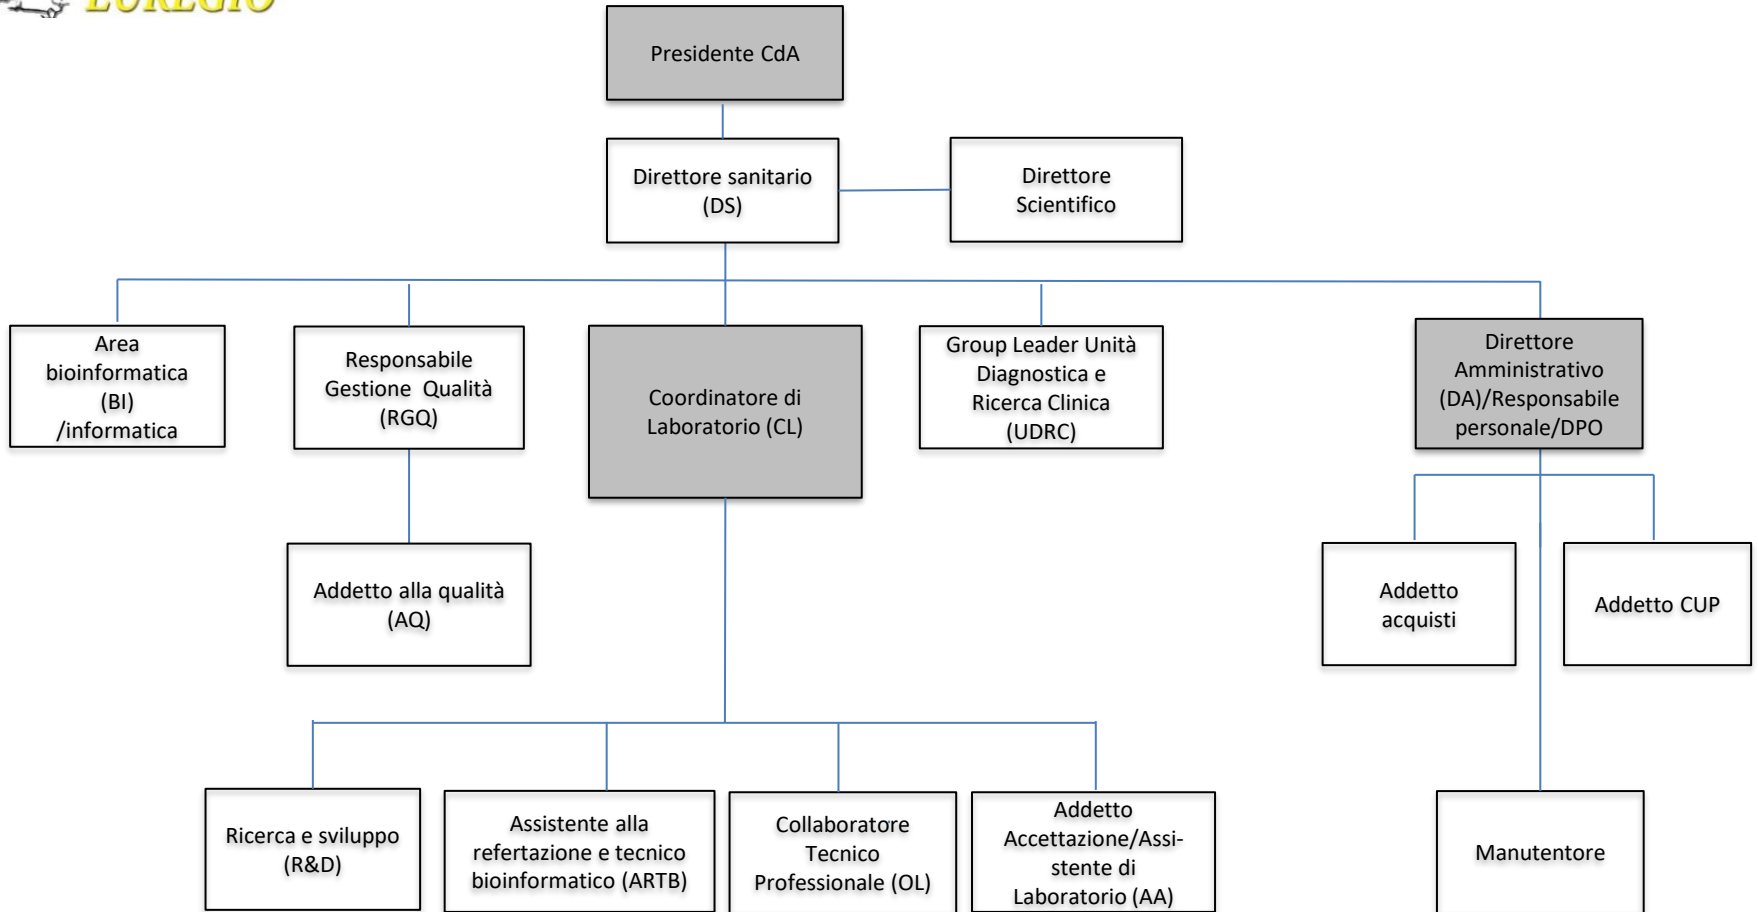 EUREGIO
Presidente CdA
Direttore sanitario
(DS)
Direttore
Scientifico
Area
bioinformatica
(BI)
/informatica
Responsabile
Gestione Qualità
(RGQ)
Coordinatore di
Laboratorio (CL)
Group Leader Unità
Diagnostica e
Ricerca Clinica
(UDRC)
Direttore
Amministrativo
(DA)/Responsabile
personale/DPO
Addetto alla qualità
(AQ)
Addetto
acquisti
Addetto CUP
Ricerca e sviluppo
(R&D)
Assistente alla
refertazione e tecnico
bioinformatico (ARTB)
Collaboratore
Tecnico
Professionale (OL)
Addetto
Accettazione/Assi-
stente di
Laboratorio (AA)
Manutentore